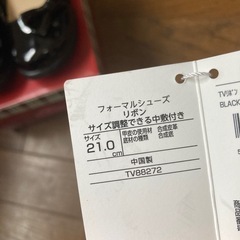 フォーマルシューズ
リボン
サイズ調整できる中敷付き
サイズ 甲皮の使用材 合成皮革
21.0 cm 底材の種類 合成底
中国製
TV88272
BLACK